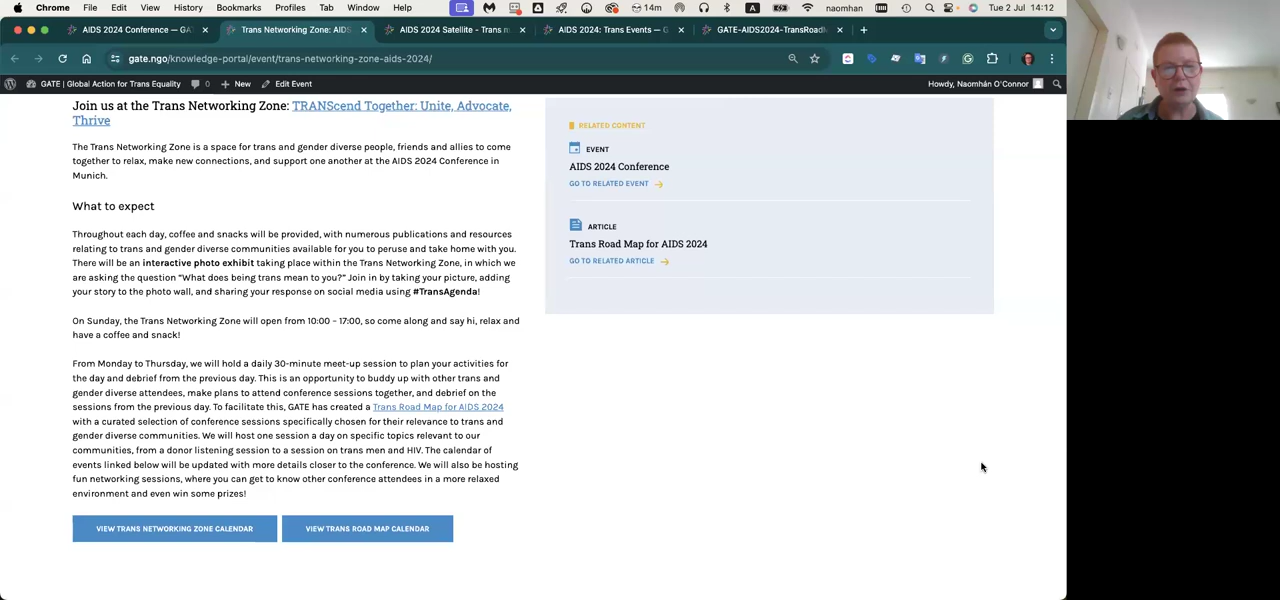 Chrome File Edit View History Bookmarks Profiles Tab Window Help 14m A naomhan Tue 2 Jul 14:12
AIDS 2024 Conference — GA
Trans Networking Zone: AIDS
AIDS 2024 Satellite - Trans m
AIDS 2024: Trans Events — G
GATE-AIDS2024-TransRoadM
gate.ngo/knowledge-portal/event/trans-networking-zone-aids-2024/
GATE | Global Action for Trans Equality 0 New Edit Event Howdy, Naomhán O'Connor
Join us at the Trans Networking Zone: TRANScend Together: Unite, Advocate,
Thrive
The Trans Networking Zone is a space for trans and gender diverse people, friends and allies to come
together to relax, make new connections, and support one another at the AIDS 2024 Conference in
Munich.
What to expect
Throughout each day, coffee and snacks will be provided, with numerous publications and resources
relating to trans and gender diverse communities available for you to peruse and take home with you.
There will be an interactive photo exhibit taking place within the Trans Networking Zone, in which we
are asking the question "What does being trans mean to you?" Join in by taking your picture, adding
your story to the photo wall, and sharing your response on social media using #TransAgenda!
On Sunday, the Trans Networking Zone will open from 10:00 – 17:00, so come along and say hi, relax and
have a coffee and snack!
From Monday to Thursday, we will hold a daily 30-minute meet-up session to plan your activities for
the day and debrief from the previous day. This is an opportunity to buddy up with other trans and
gender diverse attendees, make plans to attend conference sessions together, and debrief on the
sessions from the previous day. To facilitate this, GATE has created a Trans Road Map for AIDS 2024
with a curated selection of conference sessions specifically chosen for their relevance to trans and
gender diverse communities. We will host one session a day on specific topics relevant to our
communities, from a donor listening session to a session on trans men and HIV. The calendar of
events linked below will be updated with more details closer to the conference. We will also be hosting
fun networking sessions, where you can get to know other conference attendees in a more relaxed
environment and even win some prizes!
VIEW TRANS NETWORKING ZONE CALENDAR
VIEW TRANS ROAD MAP CALENDAR
RELATED CONTENT
EVENT
AIDS 2024 Conference
GO TO RELATED EVENT
ARTICLE
Trans Road Map for AIDS 2024
GO TO RELATED ARTICLE